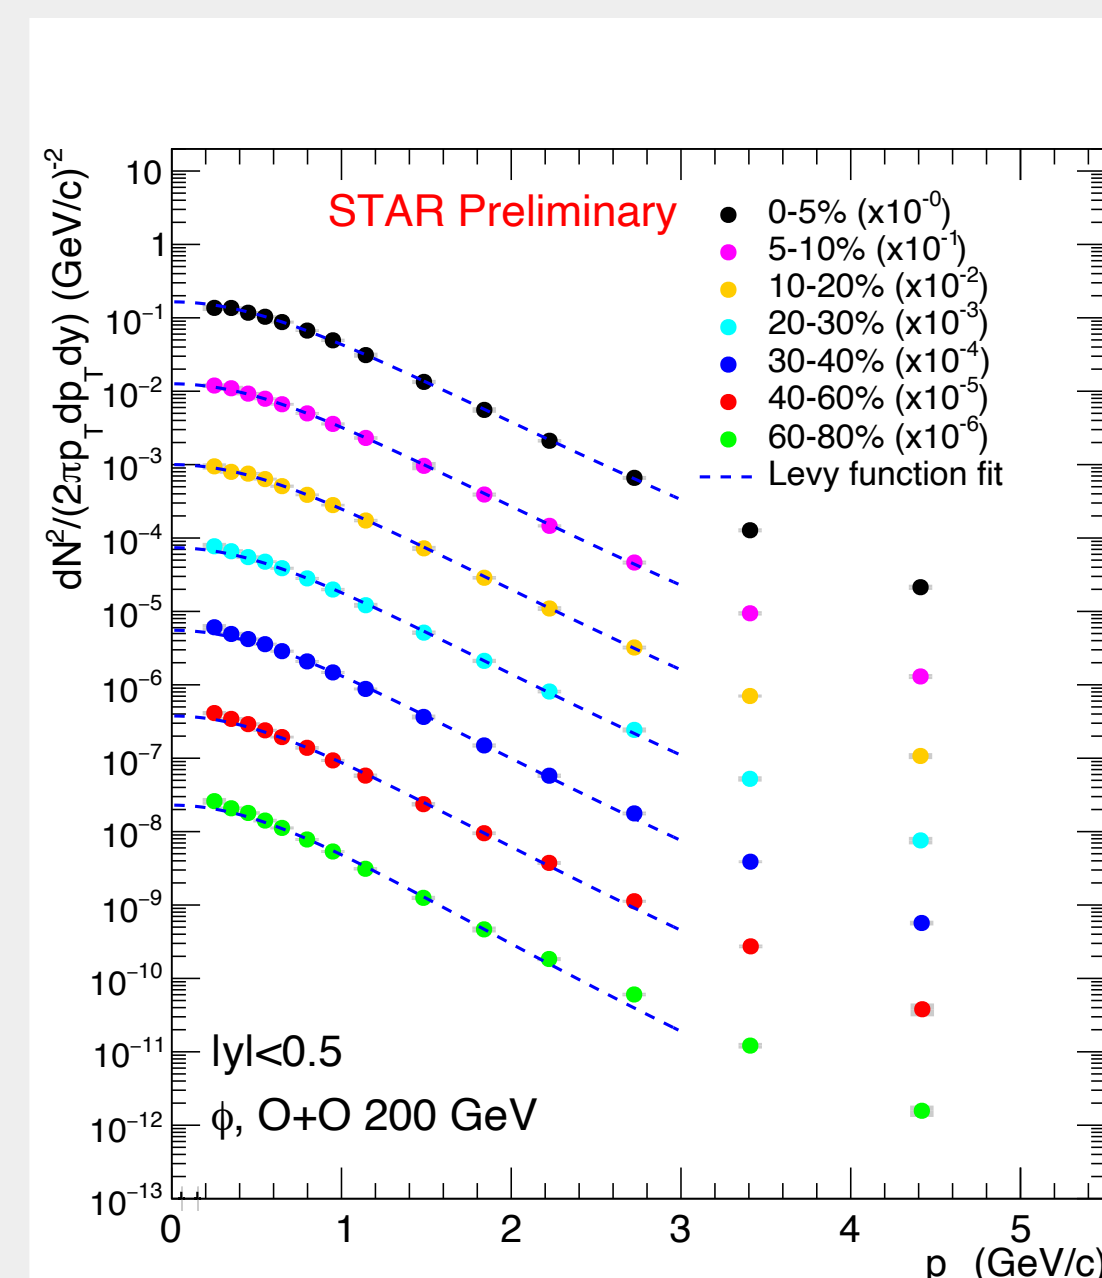 dN²/(2πp_T dp_T dy) (GeV/c)⁻²
10
1
10⁻¹
10⁻²
10⁻³
10⁻⁴
10⁻⁵
10⁻⁶
10⁻⁷
10⁻⁸
10⁻⁹
10⁻¹⁰
10⁻¹¹
10⁻¹²
10⁻¹³
STAR Preliminary
0-5% (x10⁻⁰)
5-10% (x10⁻¹)
10-20% (x10⁻²)
20-30% (x10⁻³)
30-40% (x10⁻⁴)
40-60% (x10⁻⁵)
60-80% (x10⁻⁶)
Levy function fit
|y|<0.5
ϕ, O+O 200 GeV
0 1 2 3 4 5
p (GeV/c)